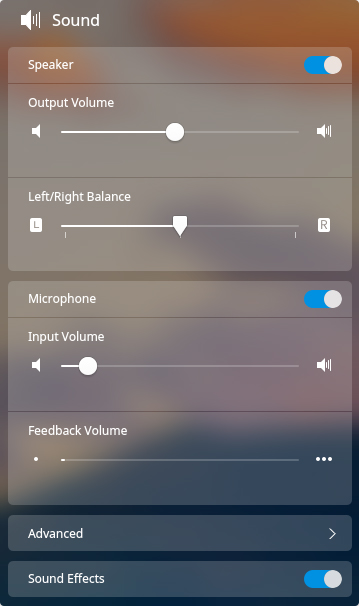 Sound
Speaker
Output Volume
Left/Right Balance
L
R
Microphone
Input Volume
Feedback Volume
Advanced
Sound Effects